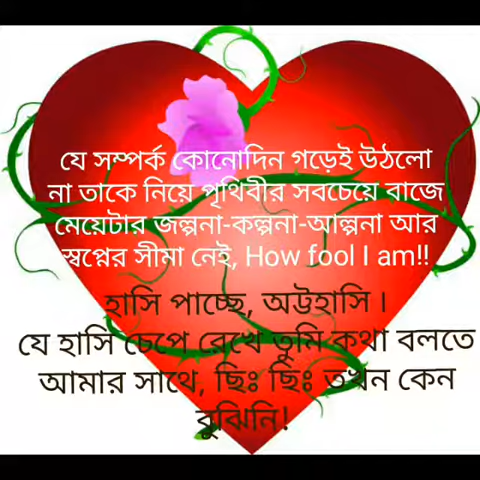 যে সম্পর্ক কোনোদিন গড়েই উঠলো
না তাকে নিয়ে পৃথিবীর সবচেয়ে বাজে
মেয়েটার জল্পনা-কল্পনা-আল্পনা আর
স্বপ্নের সীমা নেই, How fool I am!!
হাসি পাচ্ছে, অট্টহাসি।
যে হাসি চেপে রেখে তুমি কথা বলতে
আমার সাথে, ছিঃ ছিঃ তখন কেন
বুঝিনি!